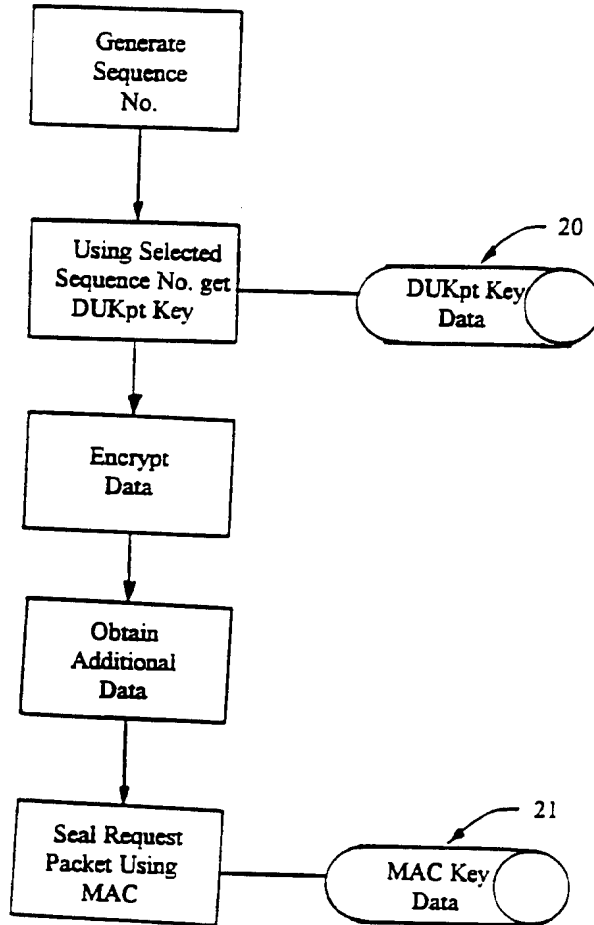 Generate
Sequence
No.
Using Selected
Sequence No. get
DUKpt Key
20
DUKpt Key
Data
Encrypt
Data
Obtain
Additional
Data
Seal Request
Packet Using
MAC
21
MAC Key
Data